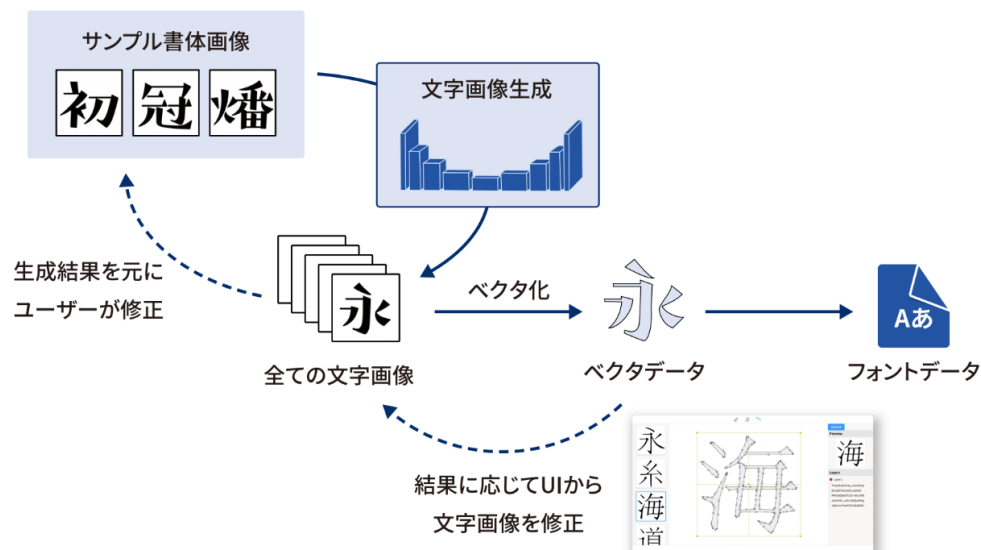 サンプル書体画像
初 冠 燔
文字画像生成
生成結果を元に
ユーザーが修正
永
全ての文字画像
ベクタ化
永
ベクタデータ
Aあ
フォントデータ
結果に応じてUIから
文字画像を修正
永
糸
海
道
海
海